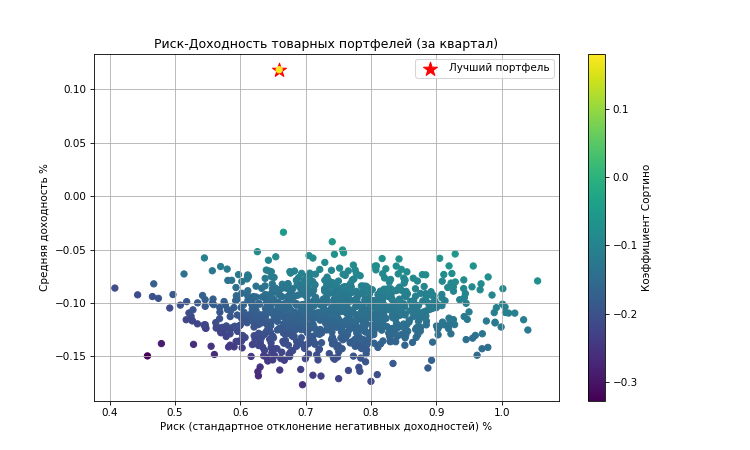 Риск-Доходность товарных портфелей (за квартал)
Лучший портфель
Средняя доходность %
0.10
0.05
0.00
−0.05
−0.10
−0.15
0.4 0.5 0.6 0.7 0.8 0.9 1.0
Риск (стандартное отклонение негативных доходностей) %
0.1
0.0
−0.1
−0.2
−0.3
Коэффициент Сортино